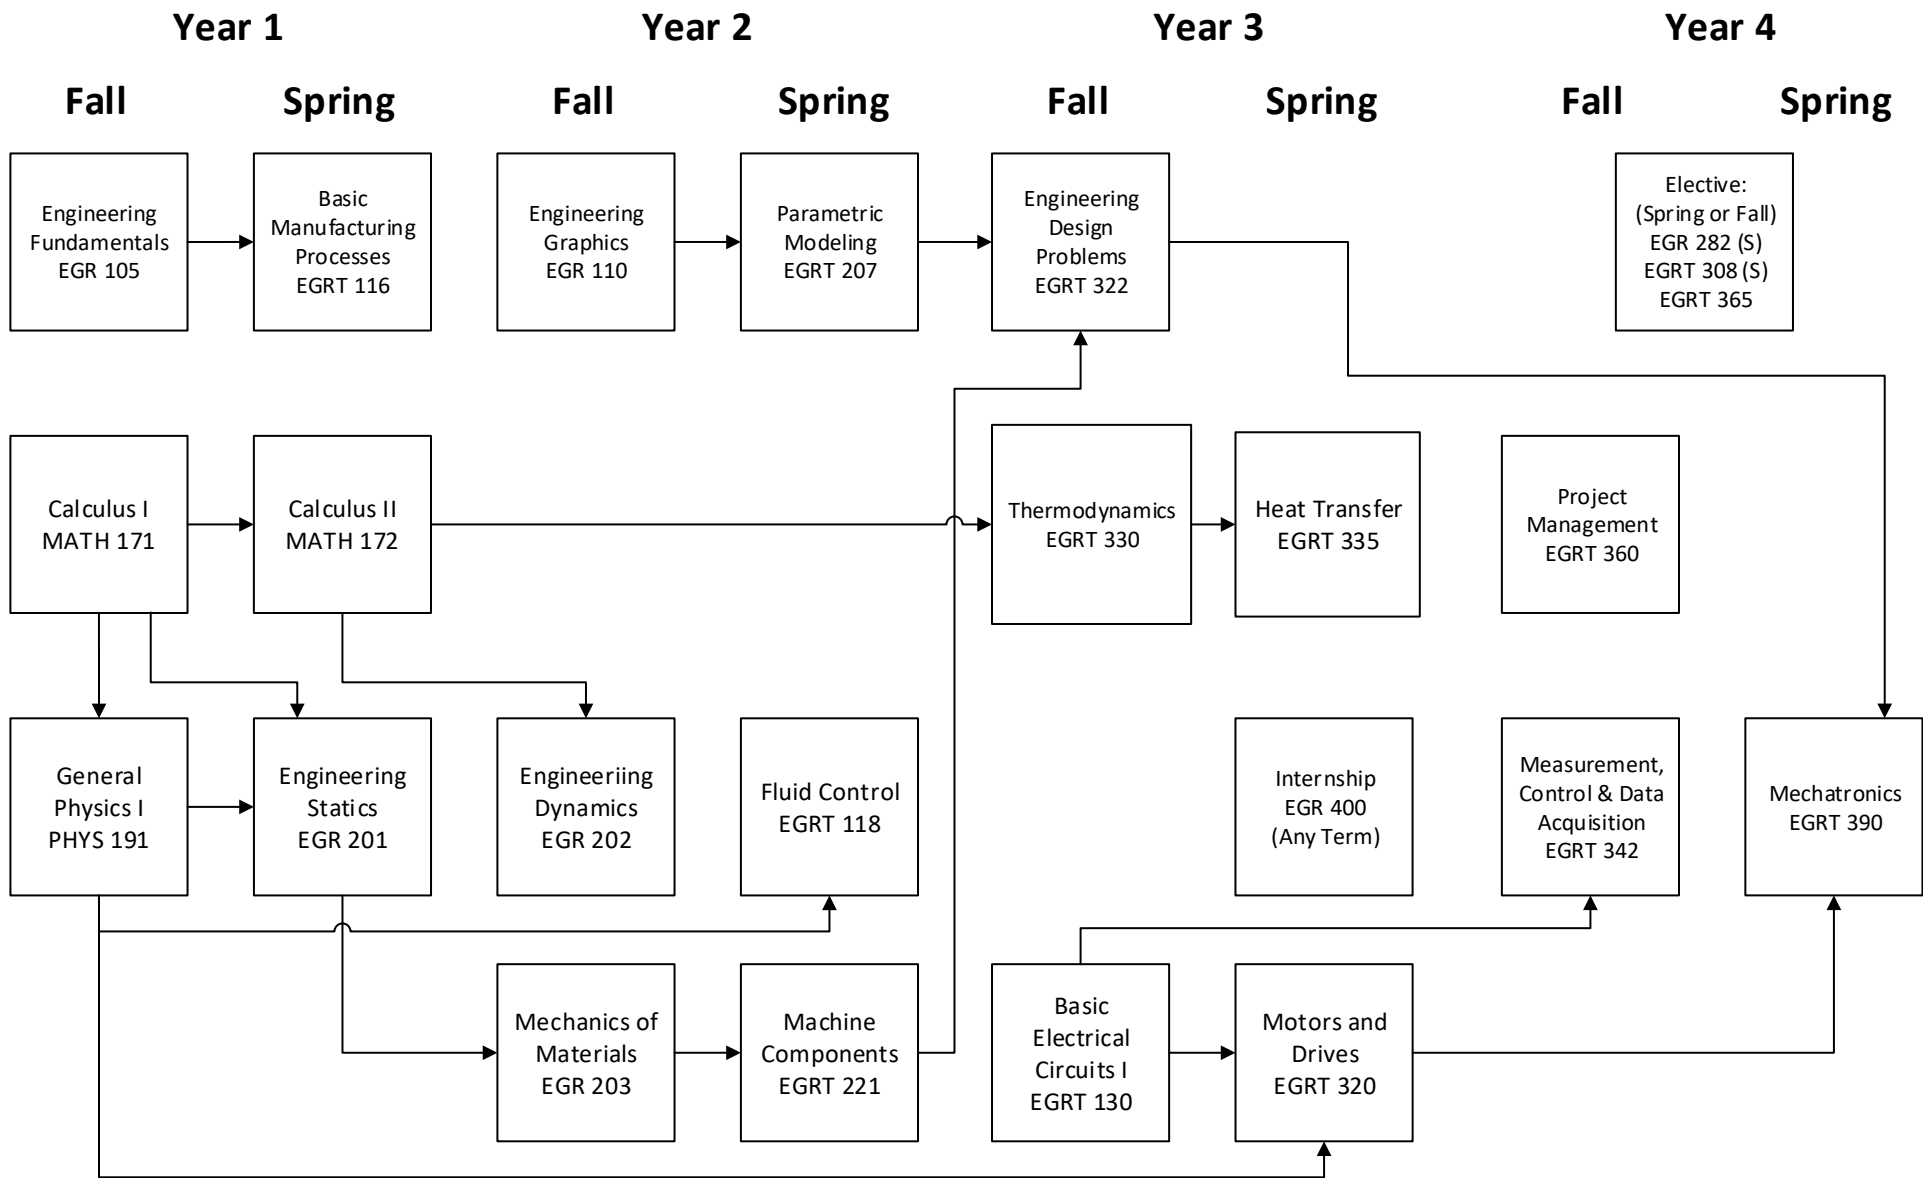 Year 1
Year 2
Year 3
Year 4
Fall
Spring
Fall
Spring
Fall
Spring
Fall
Spring
Engineering
Fundamentals
EGR 105
Basic
Manufacturing
Processes
EGRT 116
Engineering
Graphics
EGR 110
Parametric
Modeling
EGRT 207
Engineering
Design
Problems
EGRT 322
Elective:
(Spring or Fall)
EGR 282 (S)
EGRT 308 (S)
EGRT 365
Calculus I
MATH 171
Calculus II
MATH 172
Thermodynamics
EGRT 330
Heat Transfer
EGRT 335
Project
Management
EGRT 360
General
Physics I
PHYS 191
Engineering
Statics
EGR 201
Engineeriing
Dynamics
EGR 202
Fluid Control
EGRT 118
Internship
EGR 400
(Any Term)
Measurement,
Control & Data
Acquisition
EGRT 342
Mechatronics
EGRT 390
Mechanics of
Materials
EGR 203
Machine
Components
EGRT 221
Basic
Electrical
Circuits I
EGRT 130
Motors and
Drives
EGRT 320